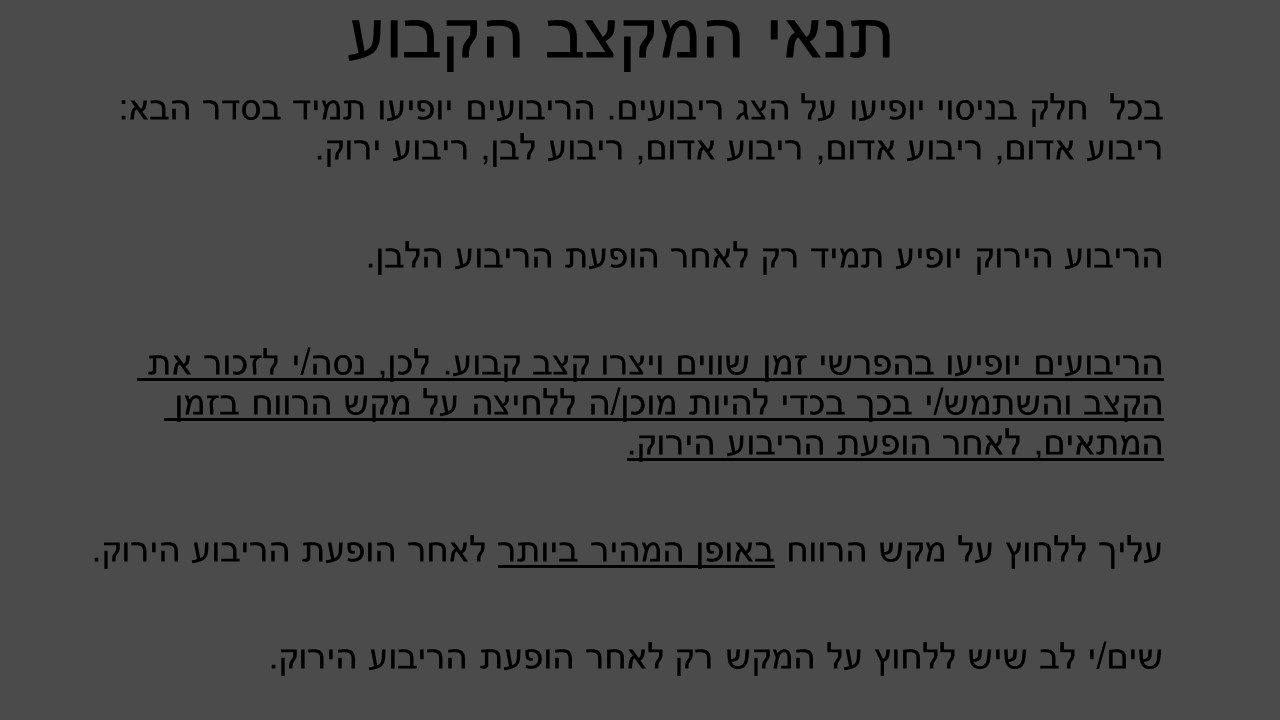 תנאי המקצב הקבוע
בכל  חלק בניסוי יופיעו על הצג ריבועים. הריבועים יופיעו תמיד בסדר הבא:
ריבוע אדום, ריבוע אדום, ריבוע אדום, ריבוע לבן, ריבוע ירוק.
הריבוע הירוק יופיע תמיד רק לאחר הופעת הריבוע הלבן.
הריבועים יופיעו בהפרשי זמן שווים ויצרו קצב קבוע. לכן, נסה/י לזכור את
הקצב והשתמש/י בכך בכדי להיות מוכן/ה ללחיצה על מקש הרווח בזמן
המתאים, לאחר הופעת הריבוע הירוק.
עליך ללחוץ על מקש הרווח באופן המהיר ביותר לאחר הופעת הריבוע הירוק.
שים/י לב שיש ללחוץ על המקש רק לאחר הופעת הריבוע הירוק.